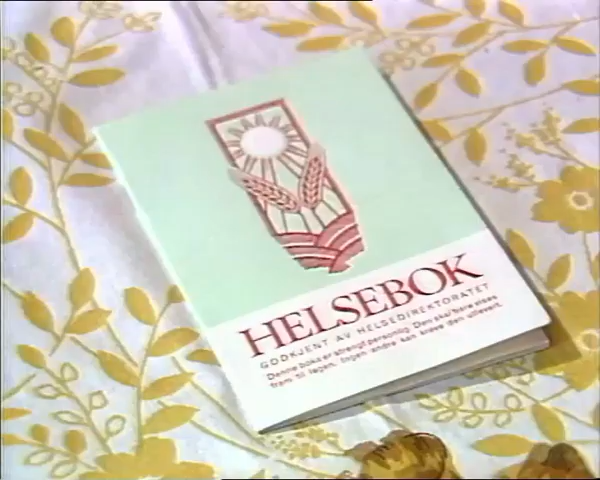 HELSEBOK
GODKJENT AV HELSEDIREKTORATET
Denne boka er strengt personlig. Den skal bare vises
fram til legen. Ingen andre kan kreve den utlevert.